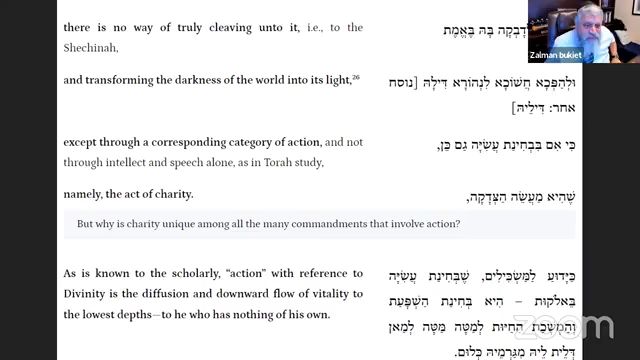 there is no way of truly cleaving unto it, i.e., to the
Shechinah,
דָבְקָה בָּהּ בֶּאֱמֶת
Zalman bukiet
and transforming the darkness of the world into its light,26
וּלְהַפְּכָא חֲשׁוֹכָא לִנְהוֹרָא דִילָהּ [נוסח
אחר: דִּילֵיהּ]
except through a corresponding category of action, and not
through intellect and speech alone, as in Torah study,
כִּי אִם בִּבְחִינַת עֲשִׂיָּה גַם כֵּן,
namely, the act of charity.
שֶׁהִיא מַעֲשֵׂה הַצְּדָקָה,
But why is charity unique among all the many commandments that involve action?
As is known to the scholarly, “action” with reference to
Divinity is the diffusion and downward flow of vitality to
the lowest depths—to he who has nothing of his own.
כַּיָּדוּעַ לַמַּשְׂכִּילִים, שֶׁבְּחִינַת עֲשִׂיָּה
בֵּאלֹקוּת – הִיא בְּחִינַת הַשְׁפָּעַת
וְהַמְשָׁכַת הַחַיּוּת לְמַטָּה מַטָּה לְמַאן
דְּלֵית לֵיהּ מִגַּרְמֵיהּ כְּלוּם.
zoom